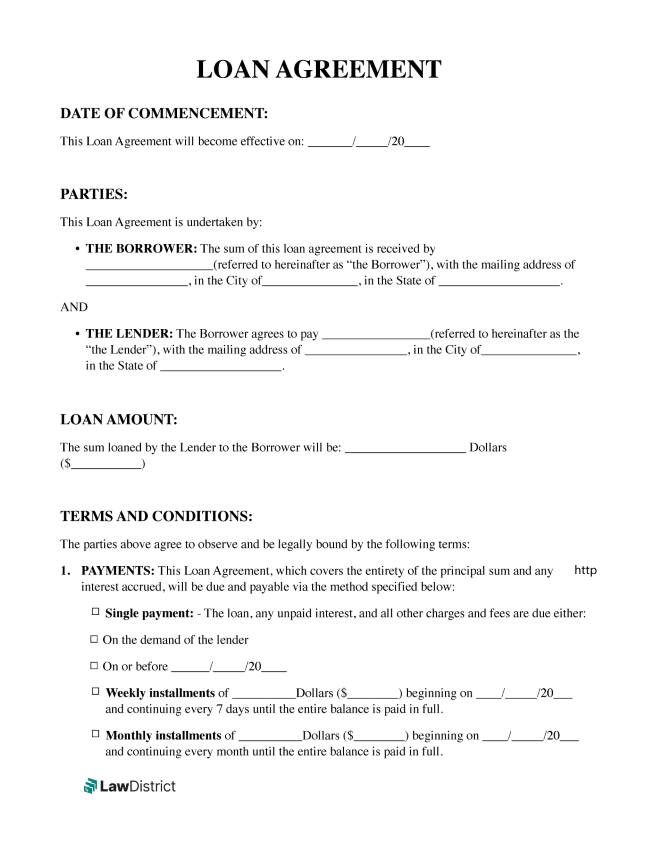 LOAN AGREEMENT
DATE OF COMMENCEMENT:
This Loan Agreement will become effective on: _______/_____/20____
PARTIES:
This Loan Agreement is undertaken by:
• THE BORROWER: The sum of this loan agreement is received by
____________________(referred to hereinafter as “the Borrower”), with the mailing address of
________________, in the City of_______________, in the State of ___________________.
AND
• THE LENDER: The Borrower agrees to pay _________________(referred to hereinafter as the
“the Lender”), with the mailing address of ________________, in the City of_______________,
in the State of ___________________.
LOAN AMOUNT:
The sum loaned by the Lender to the Borrower will be: ___________________ Dollars
($___________)
TERMS AND CONDITIONS:
The parties above agree to observe and be legally bound by the following terms:
1. PAYMENTS: This Loan Agreement, which covers the entirety of the principal sum and any http
interest accrued, will be due and payable via the method specified below:
☐ Single payment: - The loan, any unpaid interest, and all other charges and fees are due either:
☐ On the demand of the lender
☐ On or before ______/_____/20____
☐ Weekly installments of __________Dollars ($________) beginning on ____/_____/20___
and continuing every 7 days until the entire balance is paid in full.
☐ Monthly installments of __________Dollars ($________) beginning on ____/_____/20___
and continuing every month until the entire balance is paid in full.
LawDistrict